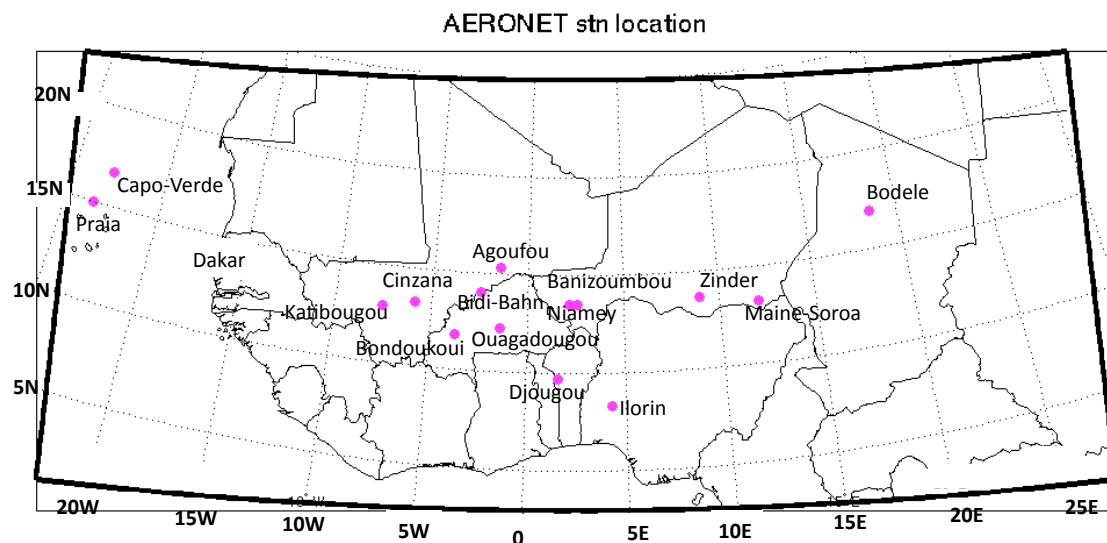 AERONET stn location
20N
Capo-Verde
15N
Bodele
Praia
Agoufou
Dakar
Cinzana
Banizoumbou
Zinder
10N
Bidi-Bahn
Katibougou
Niamey
Maine-Soroa
Ouagadougou
Bondoukoui
5N
Djougou
Ilorin
20W
15W
10W
5W
0
5E
10E
15E
20E
25E